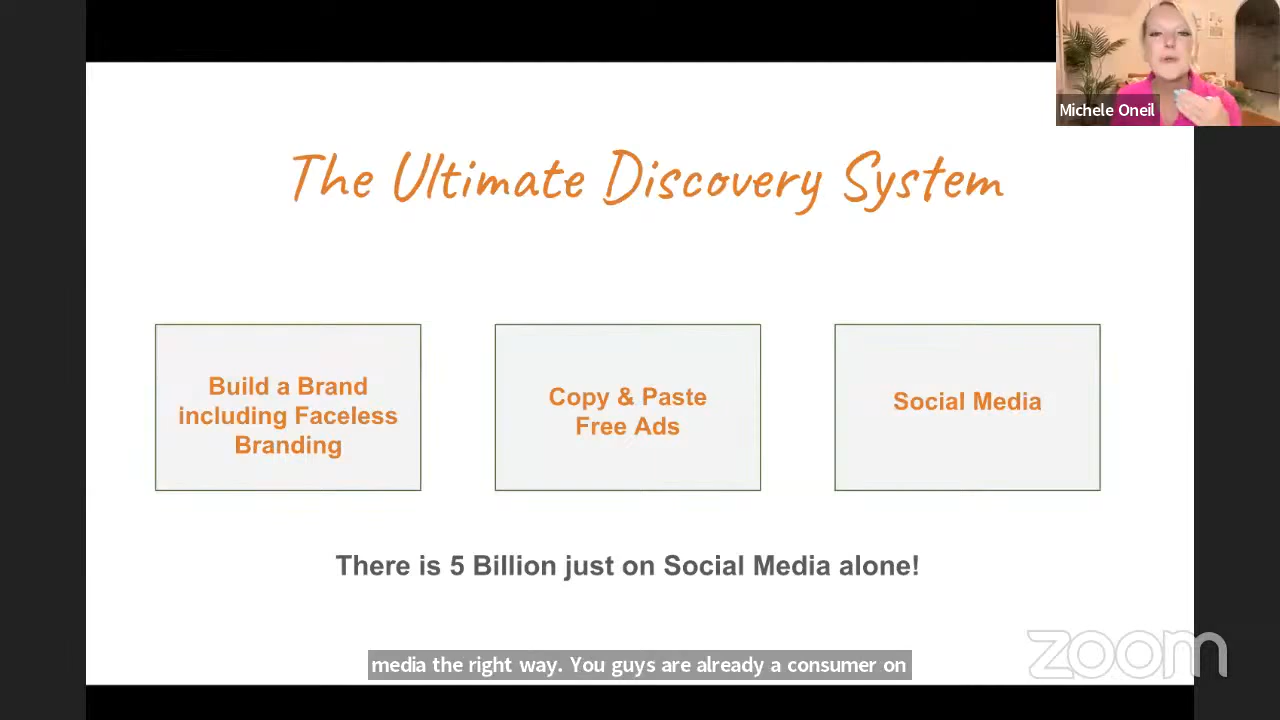 Michele Oneil
The Ultimate Discovery System
Build a Brand
including Faceless
Branding
Copy & Paste
Free Ads
Social Media
There is 5 Billion just on Social Media alone!
media the right way. You guys are already a consumer on
zoom